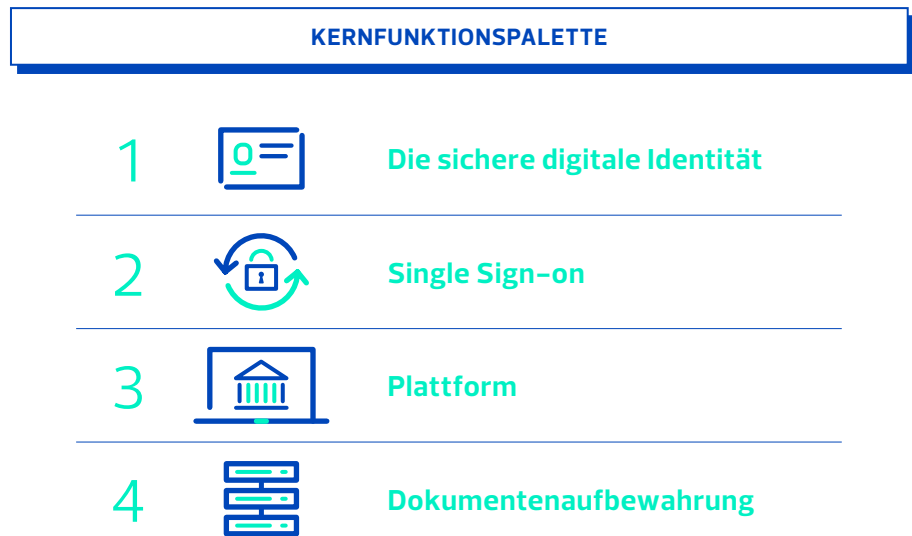 KERNFUNKTIONSPALETTE
1 Die sichere digitale Identität
2 Single Sign-on
3 Plattform
4 Dokumentenaufbewahrung